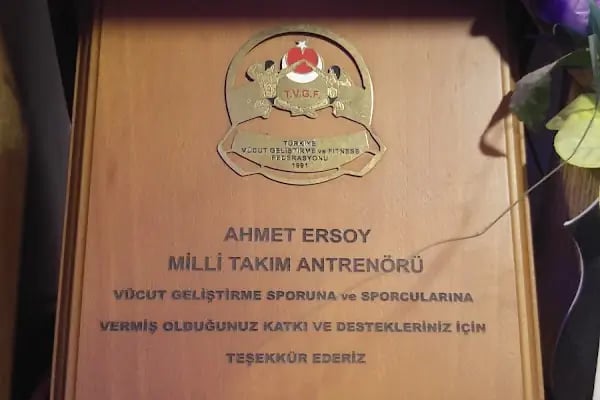 T.V.G.F.
TÜRKİYE
VÜCUT GELİŞTİRME ve FITNESS
FEDERASYONU
1991
AHMET ERSOY
MİLLİ TAKIM ANTRENÖRÜ
VÜCUT GELİŞTİRME SPORUNA ve SPORCULARINA
VERMİŞ OLDUĞUNUZ KATKI VE DESTEKLERİNİZ İÇİN
TEŞEKKÜR EDERİZ